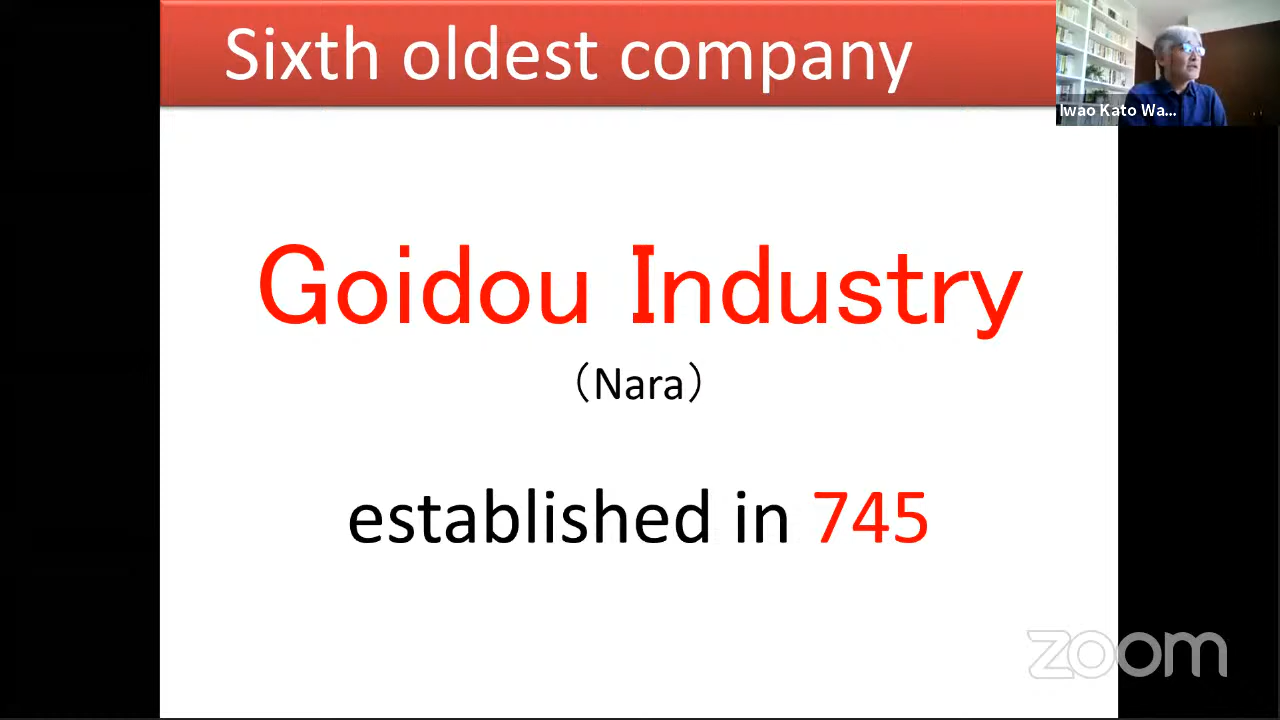 Sixth oldest company
Iwao Kato Wa...
Goidou Industry
（Nara）
established in 745
zoom